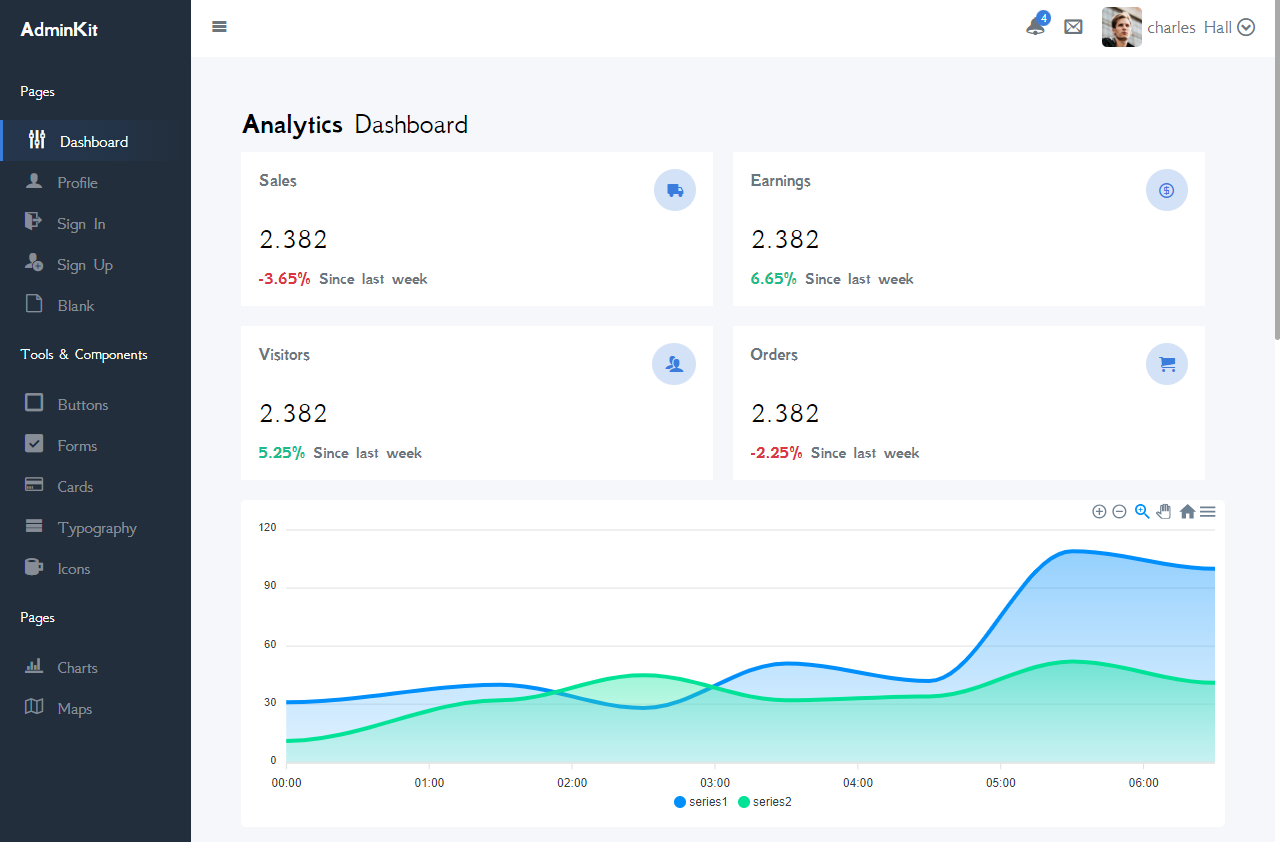 AdminKit
4
charles Hall
Pages
Dashboard
Profile
Sign In
Sign Up
Blank
Tools & Components
Buttons
Forms
Cards
Typography
Icons
Pages
Charts
Maps
Analytics Dashboard
Sales
2.382
-3.65% Since last week
Earnings
2.382
6.65% Since last week
Visitors
2.382
5.25% Since last week
Orders
2.382
-2.25% Since last week
120
90
60
30
0
00:00 01:00 02:00 03:00 04:00 05:00 06:00
series1 series2